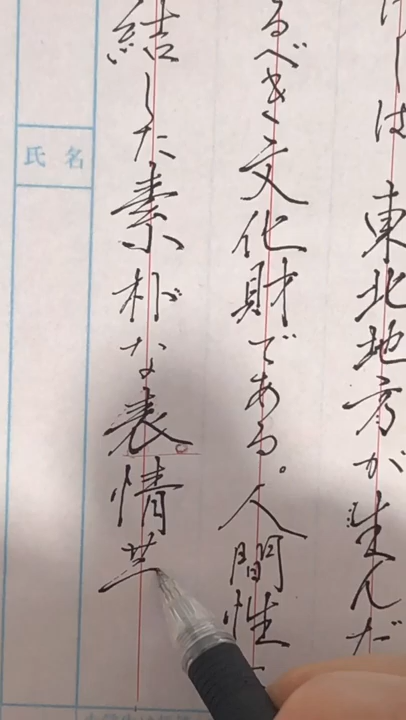 けしは東北地方が生んだ
るべき文化財である。人間性
結した素朴な表情
氏名